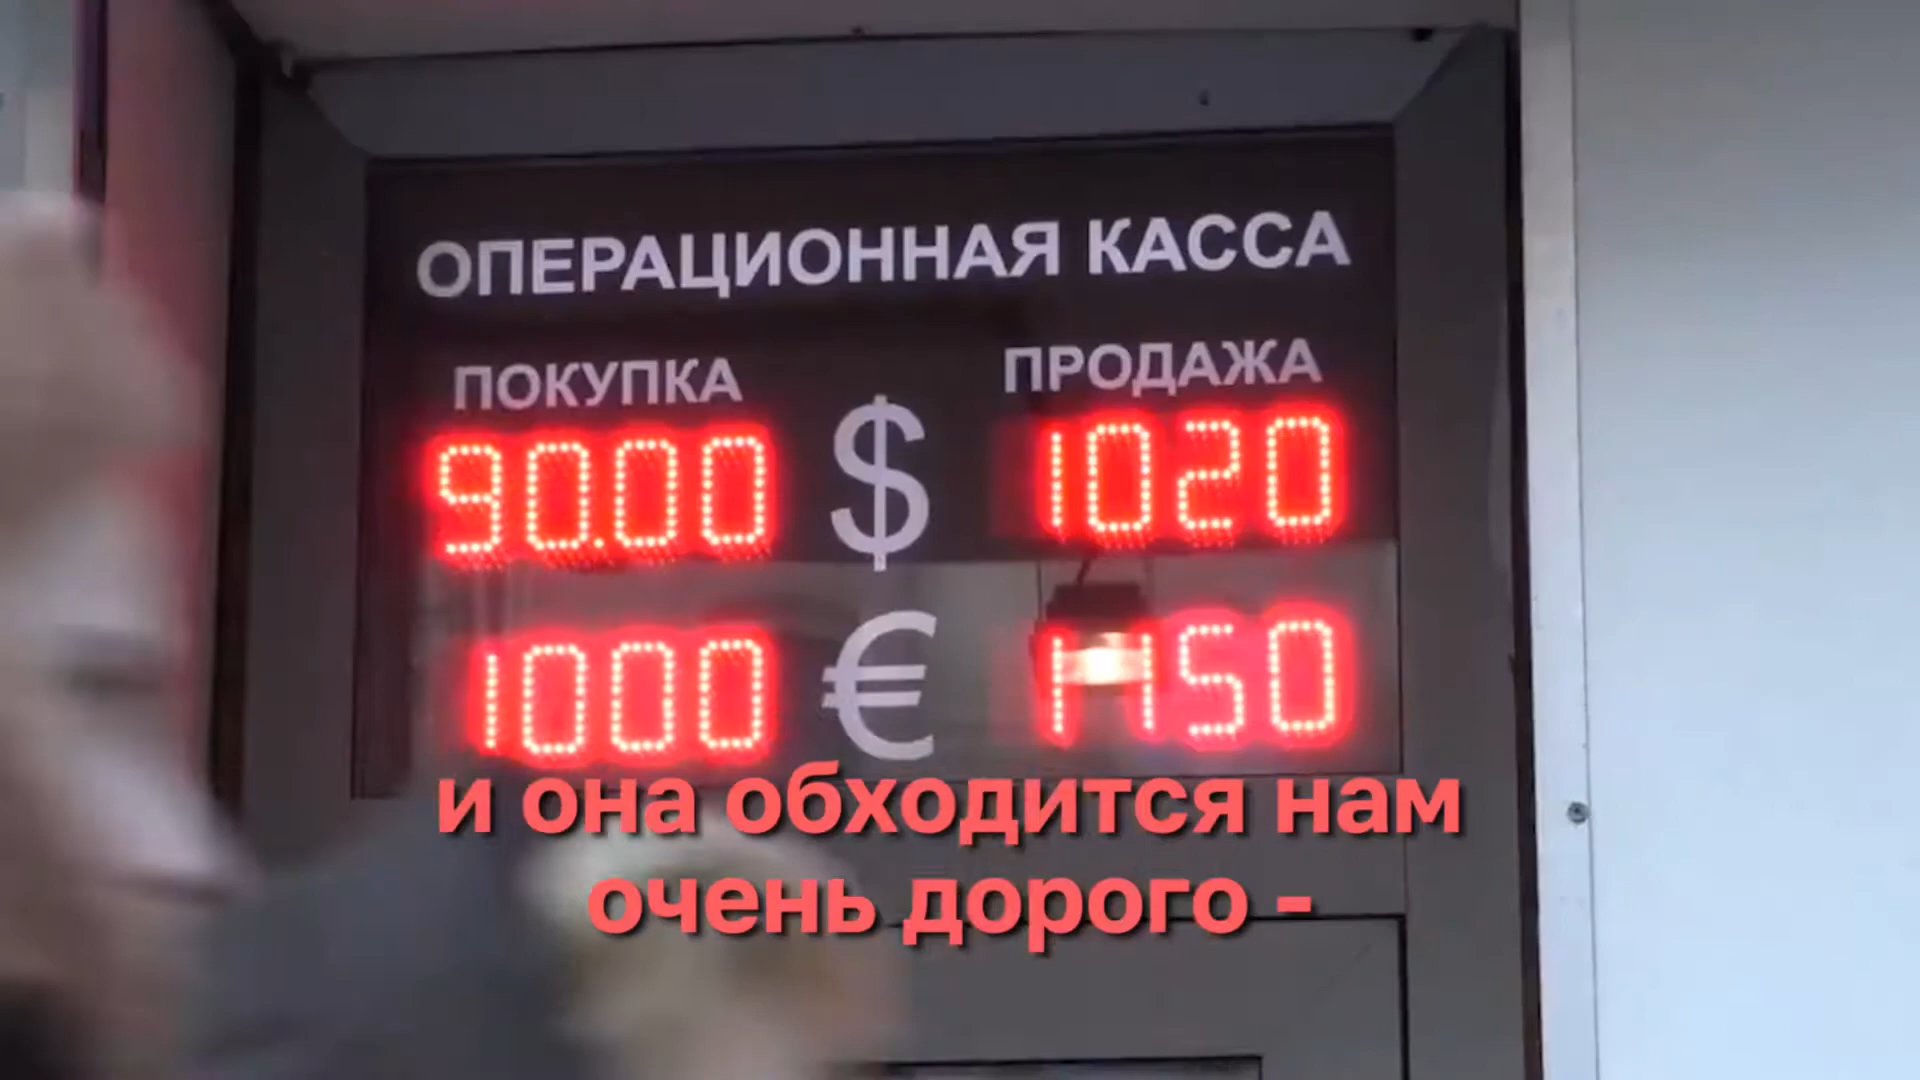 ОПЕРАЦИОННАЯ КАССА
ПОКУПКА ПРОДАЖА
90.00 $ 1020
1000 €
и она обходится нам
очень дорого -